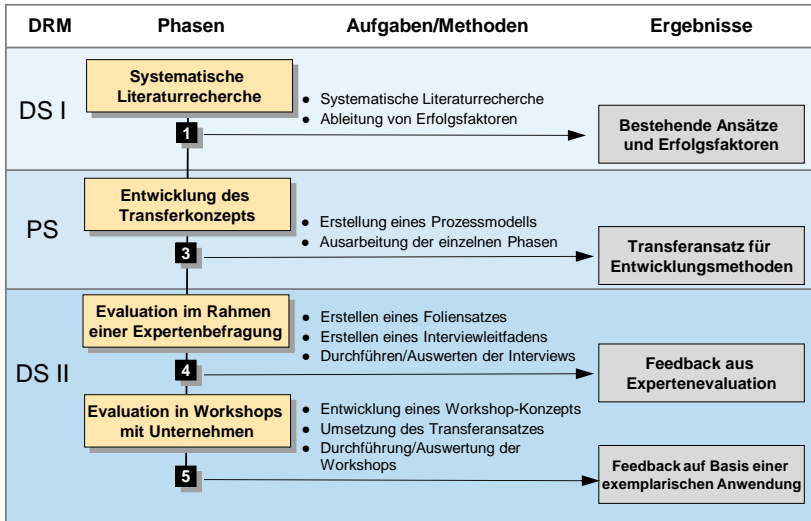 DRM Phasen Aufgaben/Methoden Ergebnisse
DS I
Systematische
Literaturrecherche
1
● Systematische Literaturrecherche
● Ableitung von Erfolgsfaktoren
Bestehende Ansätze
und Erfolgsfaktoren
PS
Entwicklung des
Transferkonzepts
3
● Erstellung eines Prozessmodells
● Ausarbeitung der einzelnen Phasen
Transferansatz für
Entwicklungsmethoden
DS II
Evaluation im Rahmen
einer Expertenbefragung
4
● Erstellen eines Foliensatzes
● Erstellen eines Interviewleitfadens
● Durchführen/Auswerten der Interviews
Feedback aus
Expertenevaluation
Evaluation in Workshops
mit Unternehmen
5
● Entwicklung eines Workshop-Konzepts
● Umsetzung des Transferansatzes
● Durchführung/Auswertung der
Workshops
Feedback auf Basis einer
exemplarischen Anwendung